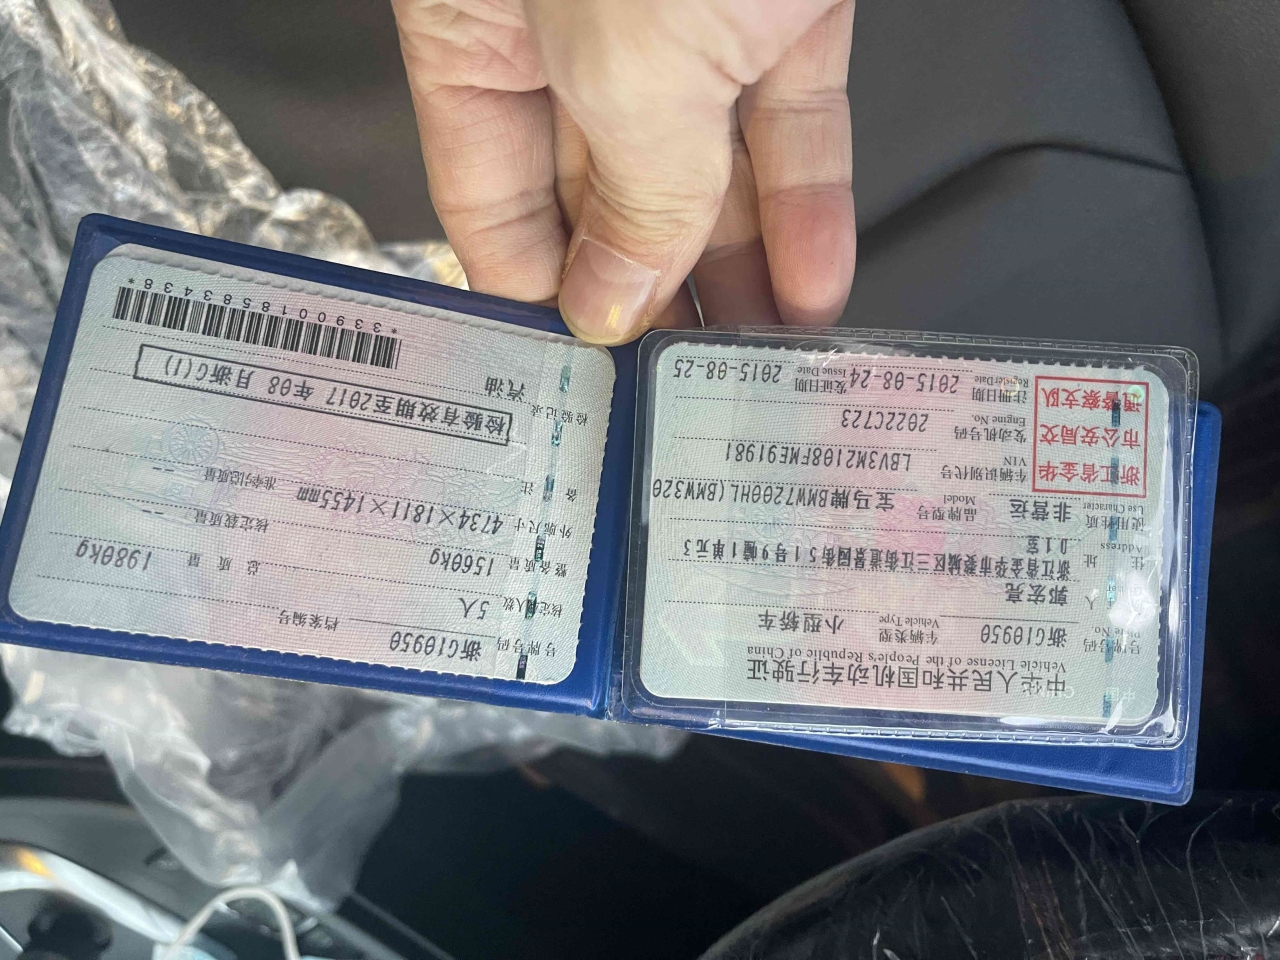 中华人民共和国机动车行驶证
Vehicle License of the People's Republic of China
号牌号码 浙G10950 车辆类型 小型轿车
Plate No. Vehicle Type
人 郭宏亮
住址 浙江省金华市婺城区三江街道景园街51号9幢1单元3
Address 01室
使用性质 非营运 品牌型号 宝马牌BMW7200HL(BMW320
Use Character Model
浙江省金华
市公安局交
通警察支队
车辆识别代号 LBV3M2108FME91981
VIN
发动机号码 2022C723
Engine No.
注册日期 2015-08-24 发证日期 2015-08-25
Register Date Issue Date
号牌号码 浙G10950 档案编号
核定载人数 5人 总质量 1980kg
整备质量 1560kg 核定载质量 --
外廓尺寸 4734×1811×1455mm 准牵引总质量 --
备注
检验有效期至2017年08月浙G(1)
检验记录
汽油
*3390018583438*